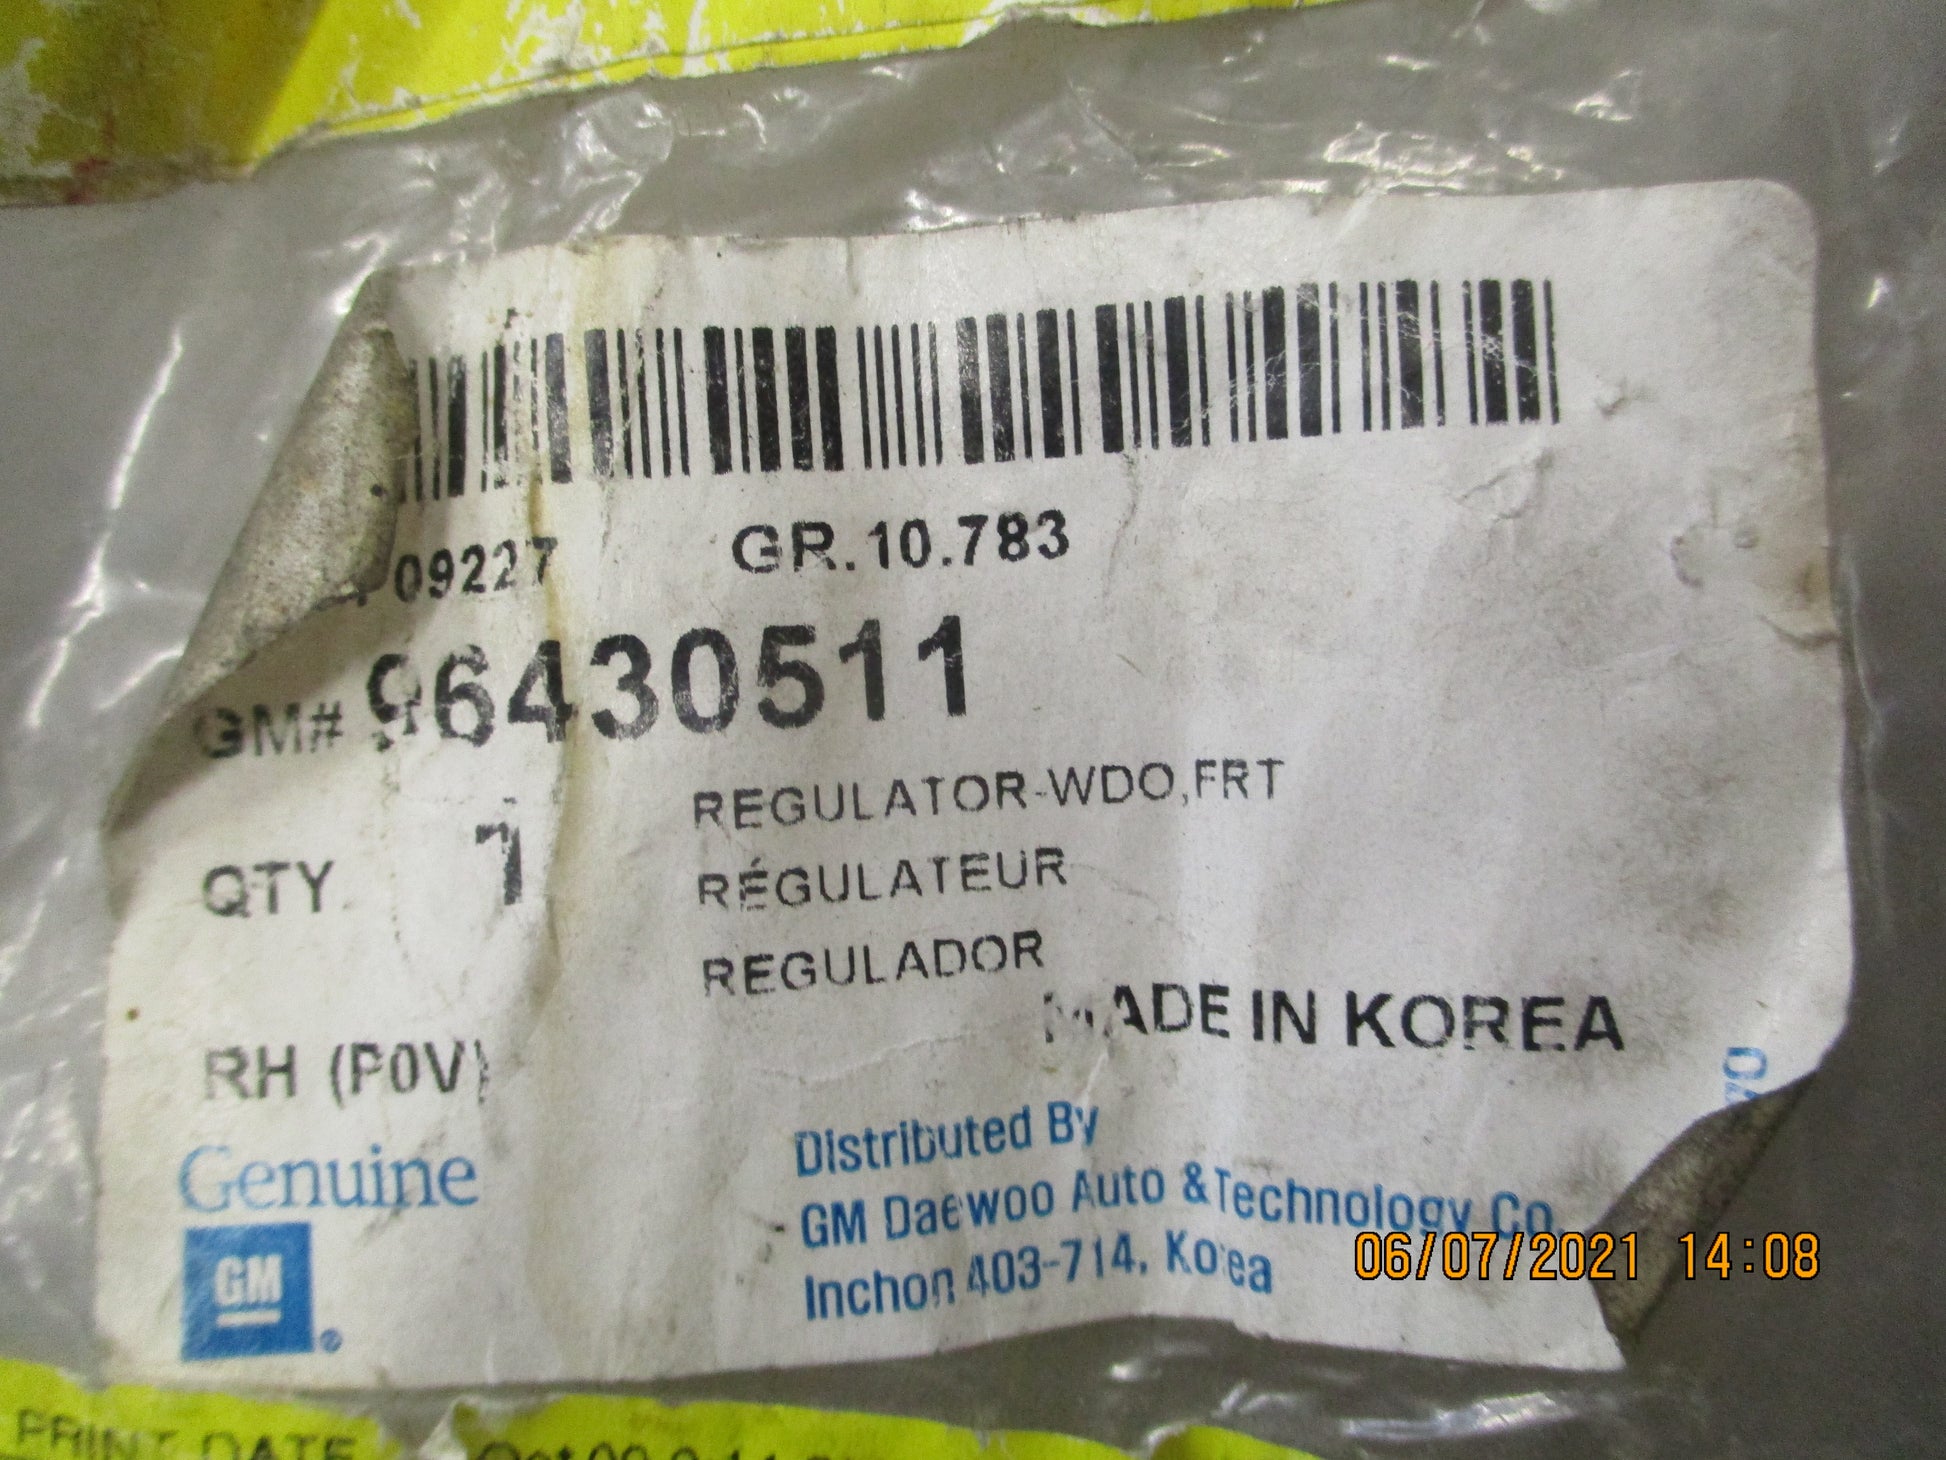 09227 GR.10.783
GM# 96430511
REGULATOR-WDO,FRT
QTY 1 RÉGULATEUR
REGULADOR
MADE IN KOREA
RH (P0V)
Genuine
GM
Distributed By
GM Daewoo Auto & Technology Co.
Inchon 403-714, Korea
06/07/2021 14:08
PRINT DATE